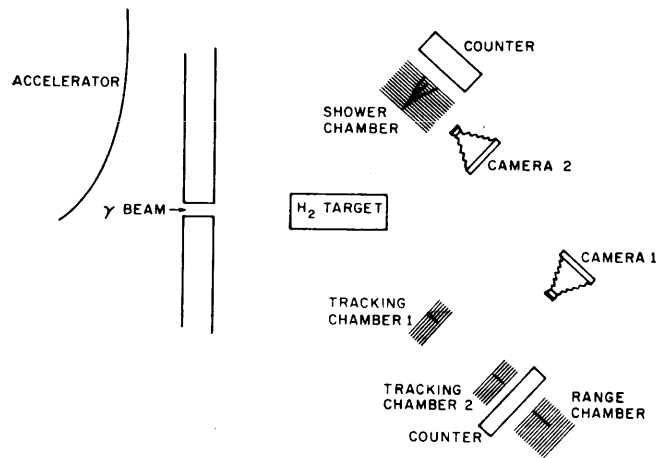 COUNTER
ACCELERATOR
SHOWER
CHAMBER
CAMERA 2
γ BEAM
H₂ TARGET
CAMERA 1
TRACKING
CHAMBER 1
TRACKING
CHAMBER 2
RANGE
CHAMBER
COUNTER